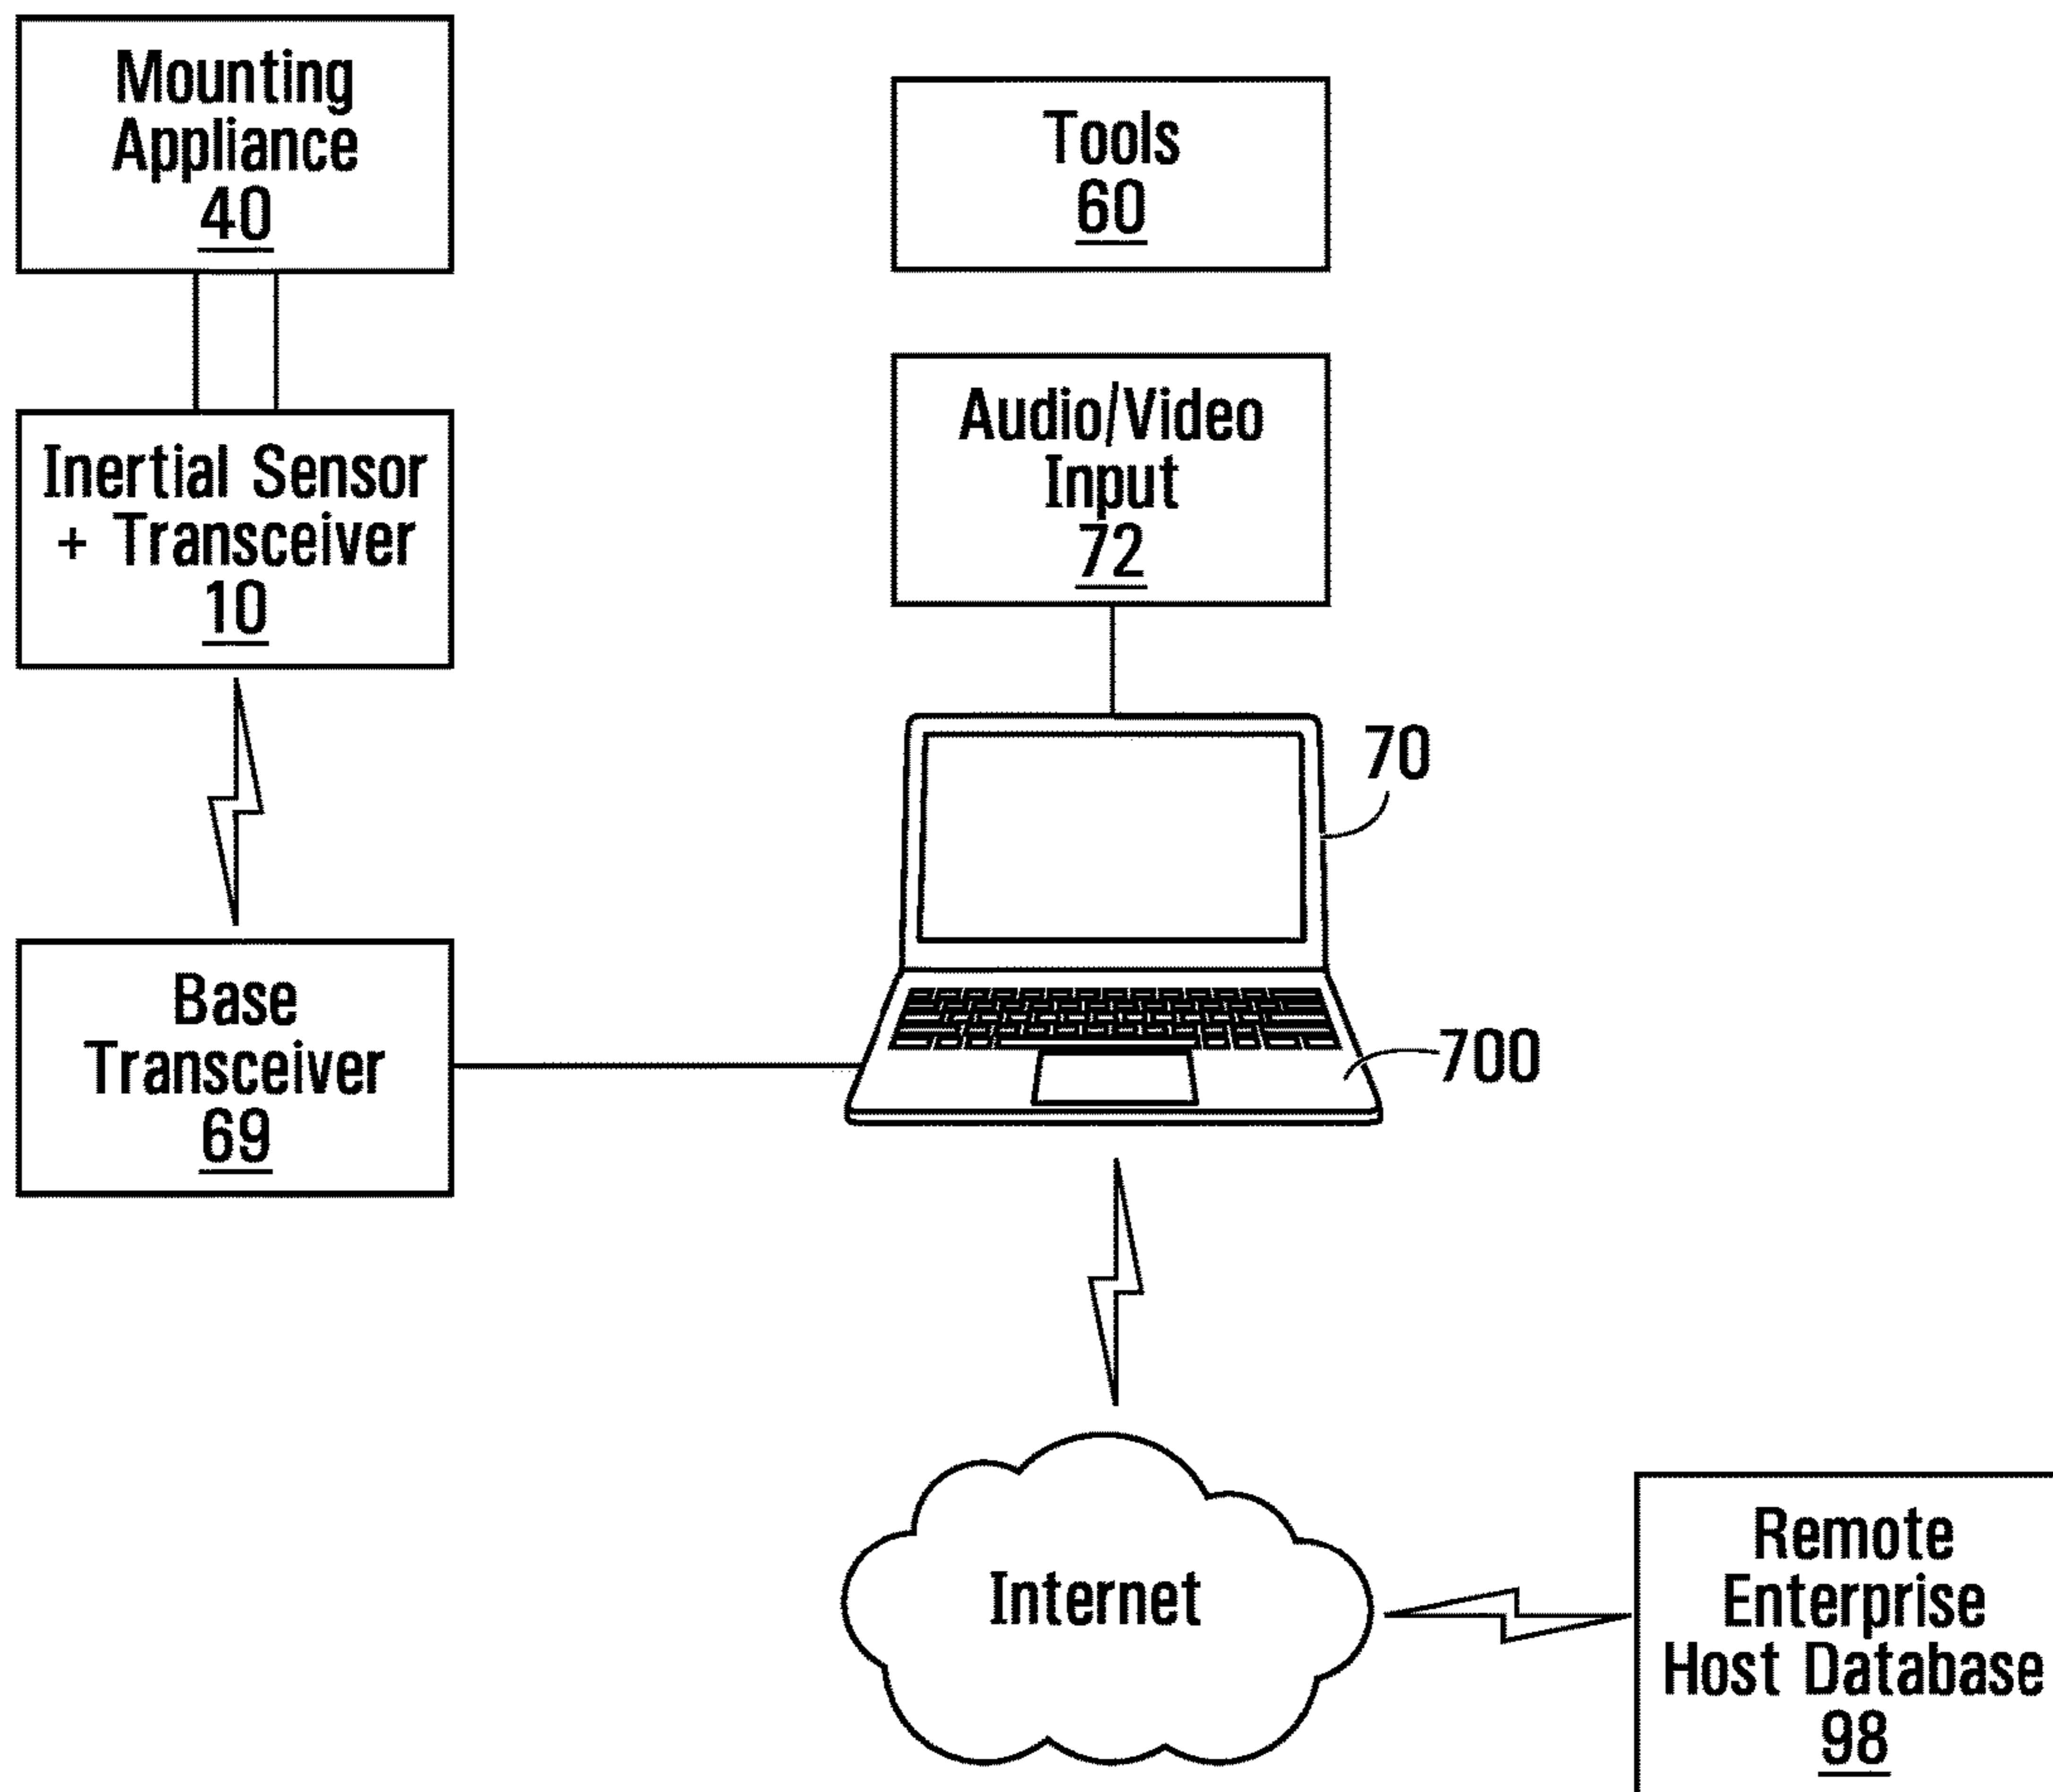 Mounting
Appliance
40
Tools
60
Inertial Sensor
+ Transceiver
10
Audio/Video
Input
72
70
Base
Transceiver
69
700
Internet
Remote
Enterprise
Host Database
98